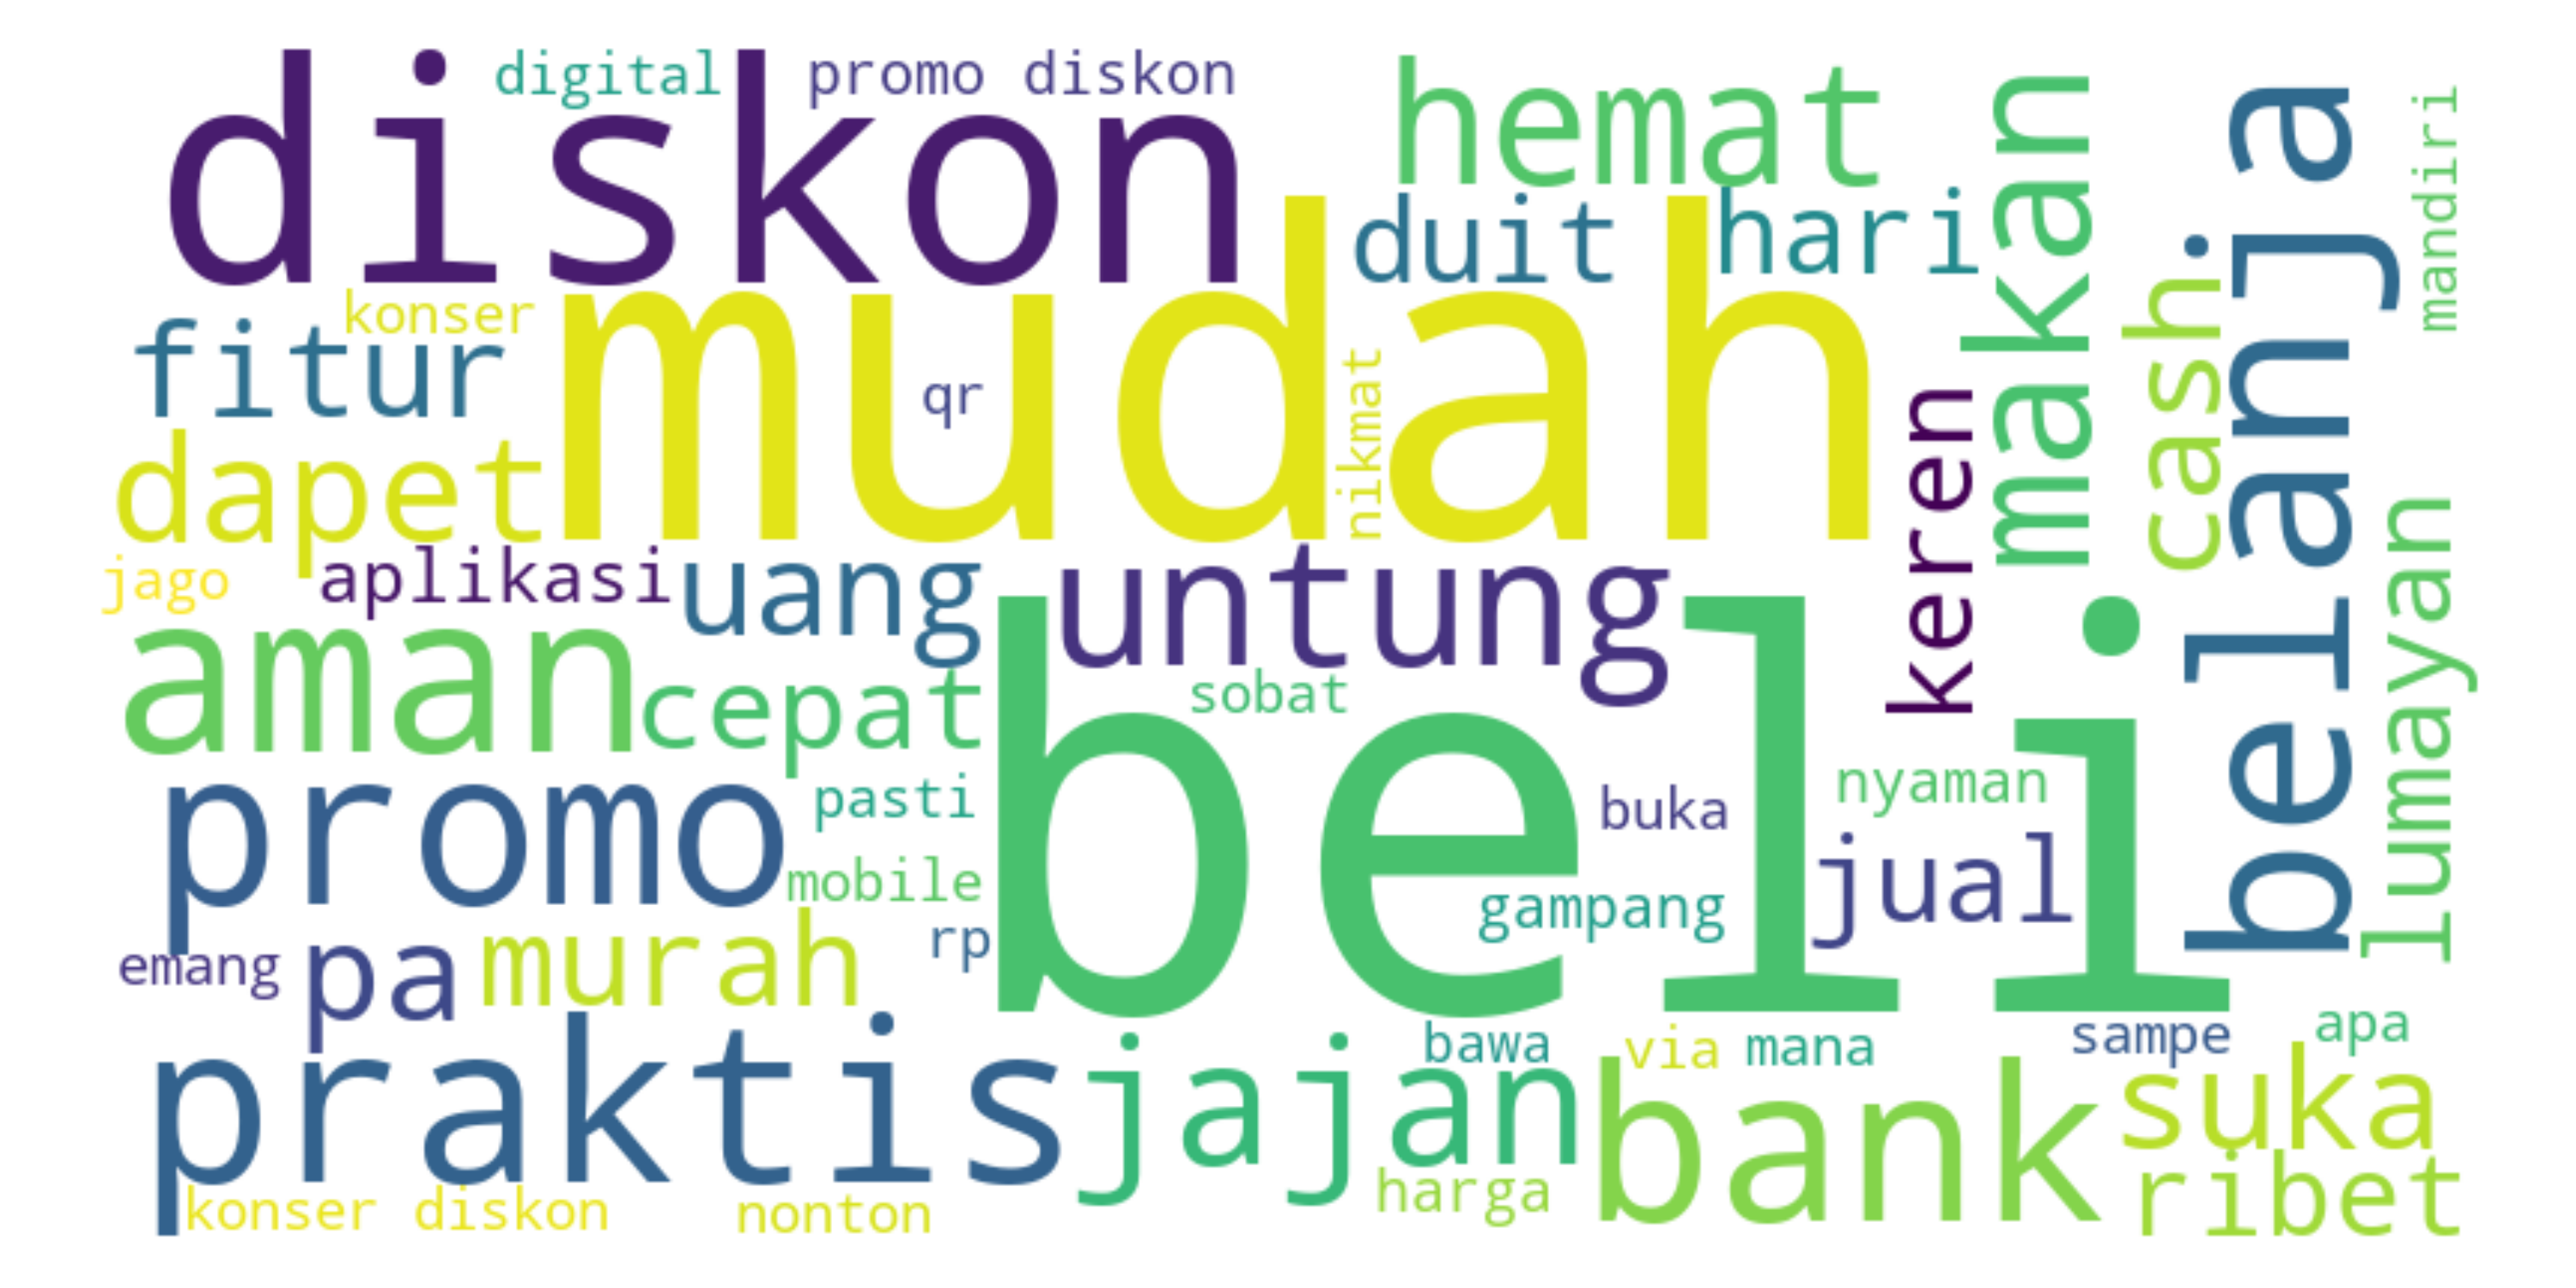 diskon
digital
promo diskon
hemat
makan
belanja
mandiri
duit
hari
konser
fitur
mudah
qr
nikmat
keren
cash
dapet
jago
aplikasi
uang
untung
lumayan
aman
cepat
sobat
beli
promo
pasti
buka
nyaman
mobile
gampang
jual
rp
emang
pa
murah
praktis
jajan
bawa
via
mana
sampe
apa
bank
suka
ribet
konser diskon
nonton
harga